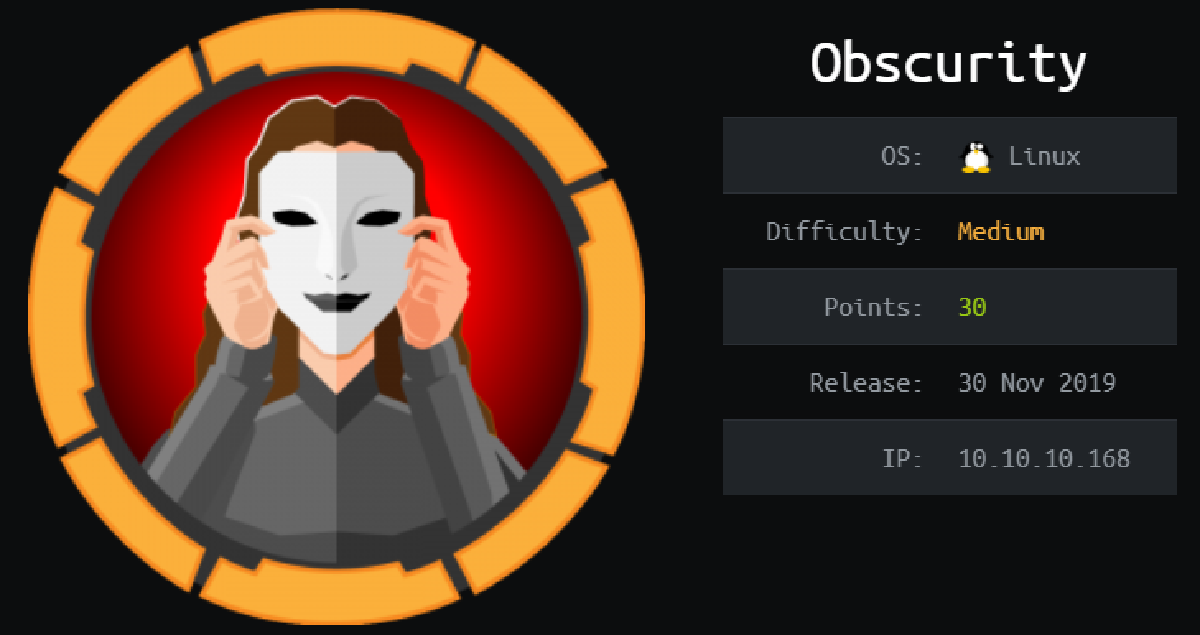 Obscurity
OS: Linux
Difficulty: Medium
Points: 30
Release: 30 Nov 2019
IP: 10.10.10.168